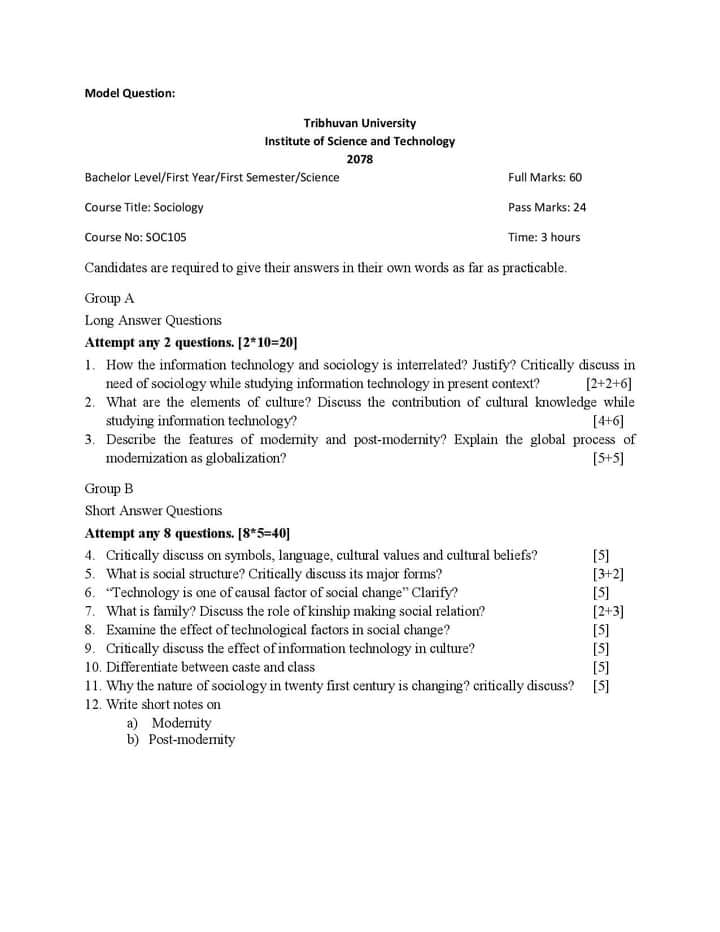 Model Question:
Tribhuvan University
Institute of Science and Technology
2078
Bachelor Level/First Year/First Semester/Science Full Marks: 60
Course Title: Sociology Pass Marks: 24
Course No: SOC105 Time: 3 hours
Candidates are required to give their answers in their own words as far as practicable.
Group A
Long Answer Questions
Attempt any 2 questions. [2*10=20]
1. How the information technology and sociology is interrelated? Justify? Critically discuss in
need of sociology while studying information technology in present context? [2+2+6]
2. What are the elements of culture? Discuss the contribution of cultural knowledge while
studying information technology? [4+6]
3. Describe the features of modernity and post-modernity? Explain the global process of
modernization as globalization? [5+5]
Group B
Short Answer Questions
Attempt any 8 questions. [8*5=40]
4. Critically discuss on symbols, language, cultural values and cultural beliefs? [5]
5. What is social structure? Critically discuss its major forms? [3+2]
6. “Technology is one of causal factor of social change” Clarify? [5]
7. What is family? Discuss the role of kinship making social relation? [2+3]
8. Examine the effect of technological factors in social change? [5]
9. Critically discuss the effect of information technology in culture? [5]
10. Differentiate between caste and class [5]
11. Why the nature of sociology in twenty first century is changing? critically discuss? [5]
12. Write short notes on
a) Modernity
b) Post-modernity